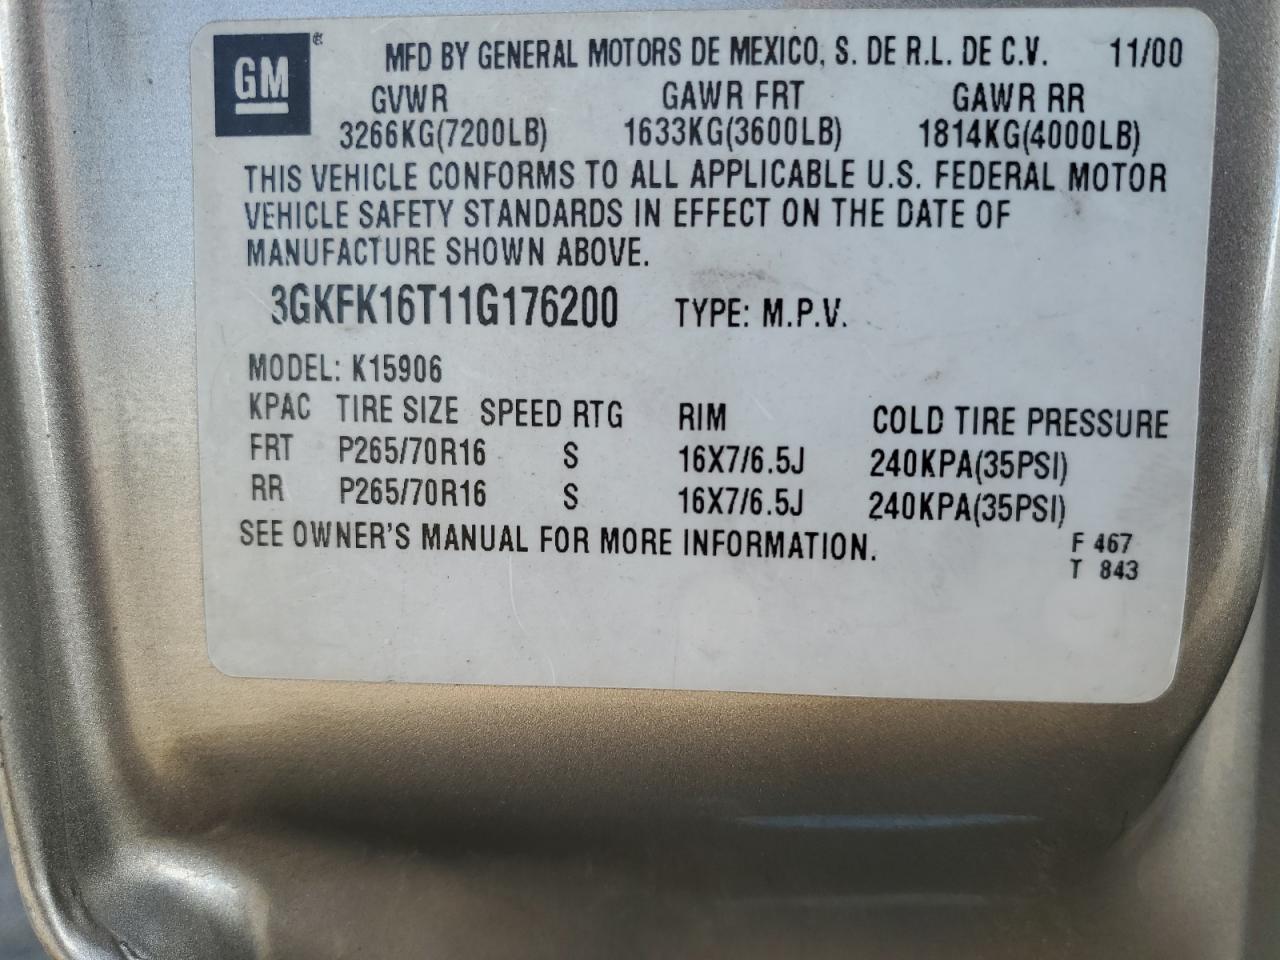 GM
MFD BY GENERAL MOTORS DE MEXICO, S. DE R.L. DE C.V. 11/00
GVWR GAWR FRT GAWR RR
3266KG(7200LB) 1633KG(3600LB) 1814KG(4000LB)
THIS VEHICLE CONFORMS TO ALL APPLICABLE U.S. FEDERAL MOTOR
VEHICLE SAFETY STANDARDS IN EFFECT ON THE DATE OF
MANUFACTURE SHOWN ABOVE.
3GKFK16T11G176200 TYPE: M.P.V.
MODEL: K15906
KPAC TIRE SIZE SPEED RTG RIM COLD TIRE PRESSURE
FRT P265/70R16 S 16X7/6.5J 240KPA(35PSI)
RR P265/70R16 S 16X7/6.5J 240KPA(35PSI)
SEE OWNER'S MANUAL FOR MORE INFORMATION.
F 467
T 843